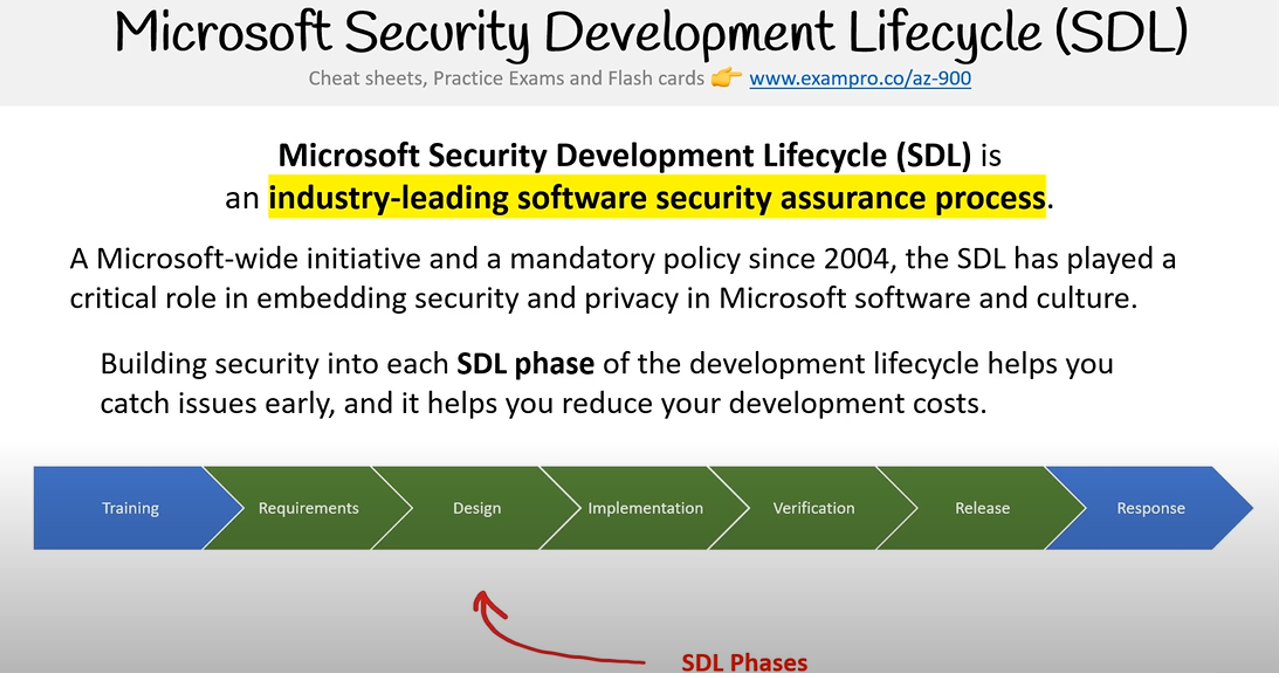 Microsoft Security Development Lifecycle (SDL)
Cheat sheets, Practice Exams and Flash cards 👉 www.exampro.co/az-900
Microsoft Security Development Lifecycle (SDL) is
an industry-leading software security assurance process.
A Microsoft-wide initiative and a mandatory policy since 2004, the SDL has played a
critical role in embedding security and privacy in Microsoft software and culture.
Building security into each SDL phase of the development lifecycle helps you
catch issues early, and it helps you reduce your development costs.
Training
Requirements
Design
Implementation
Verification
Release
Response
SDL Phases